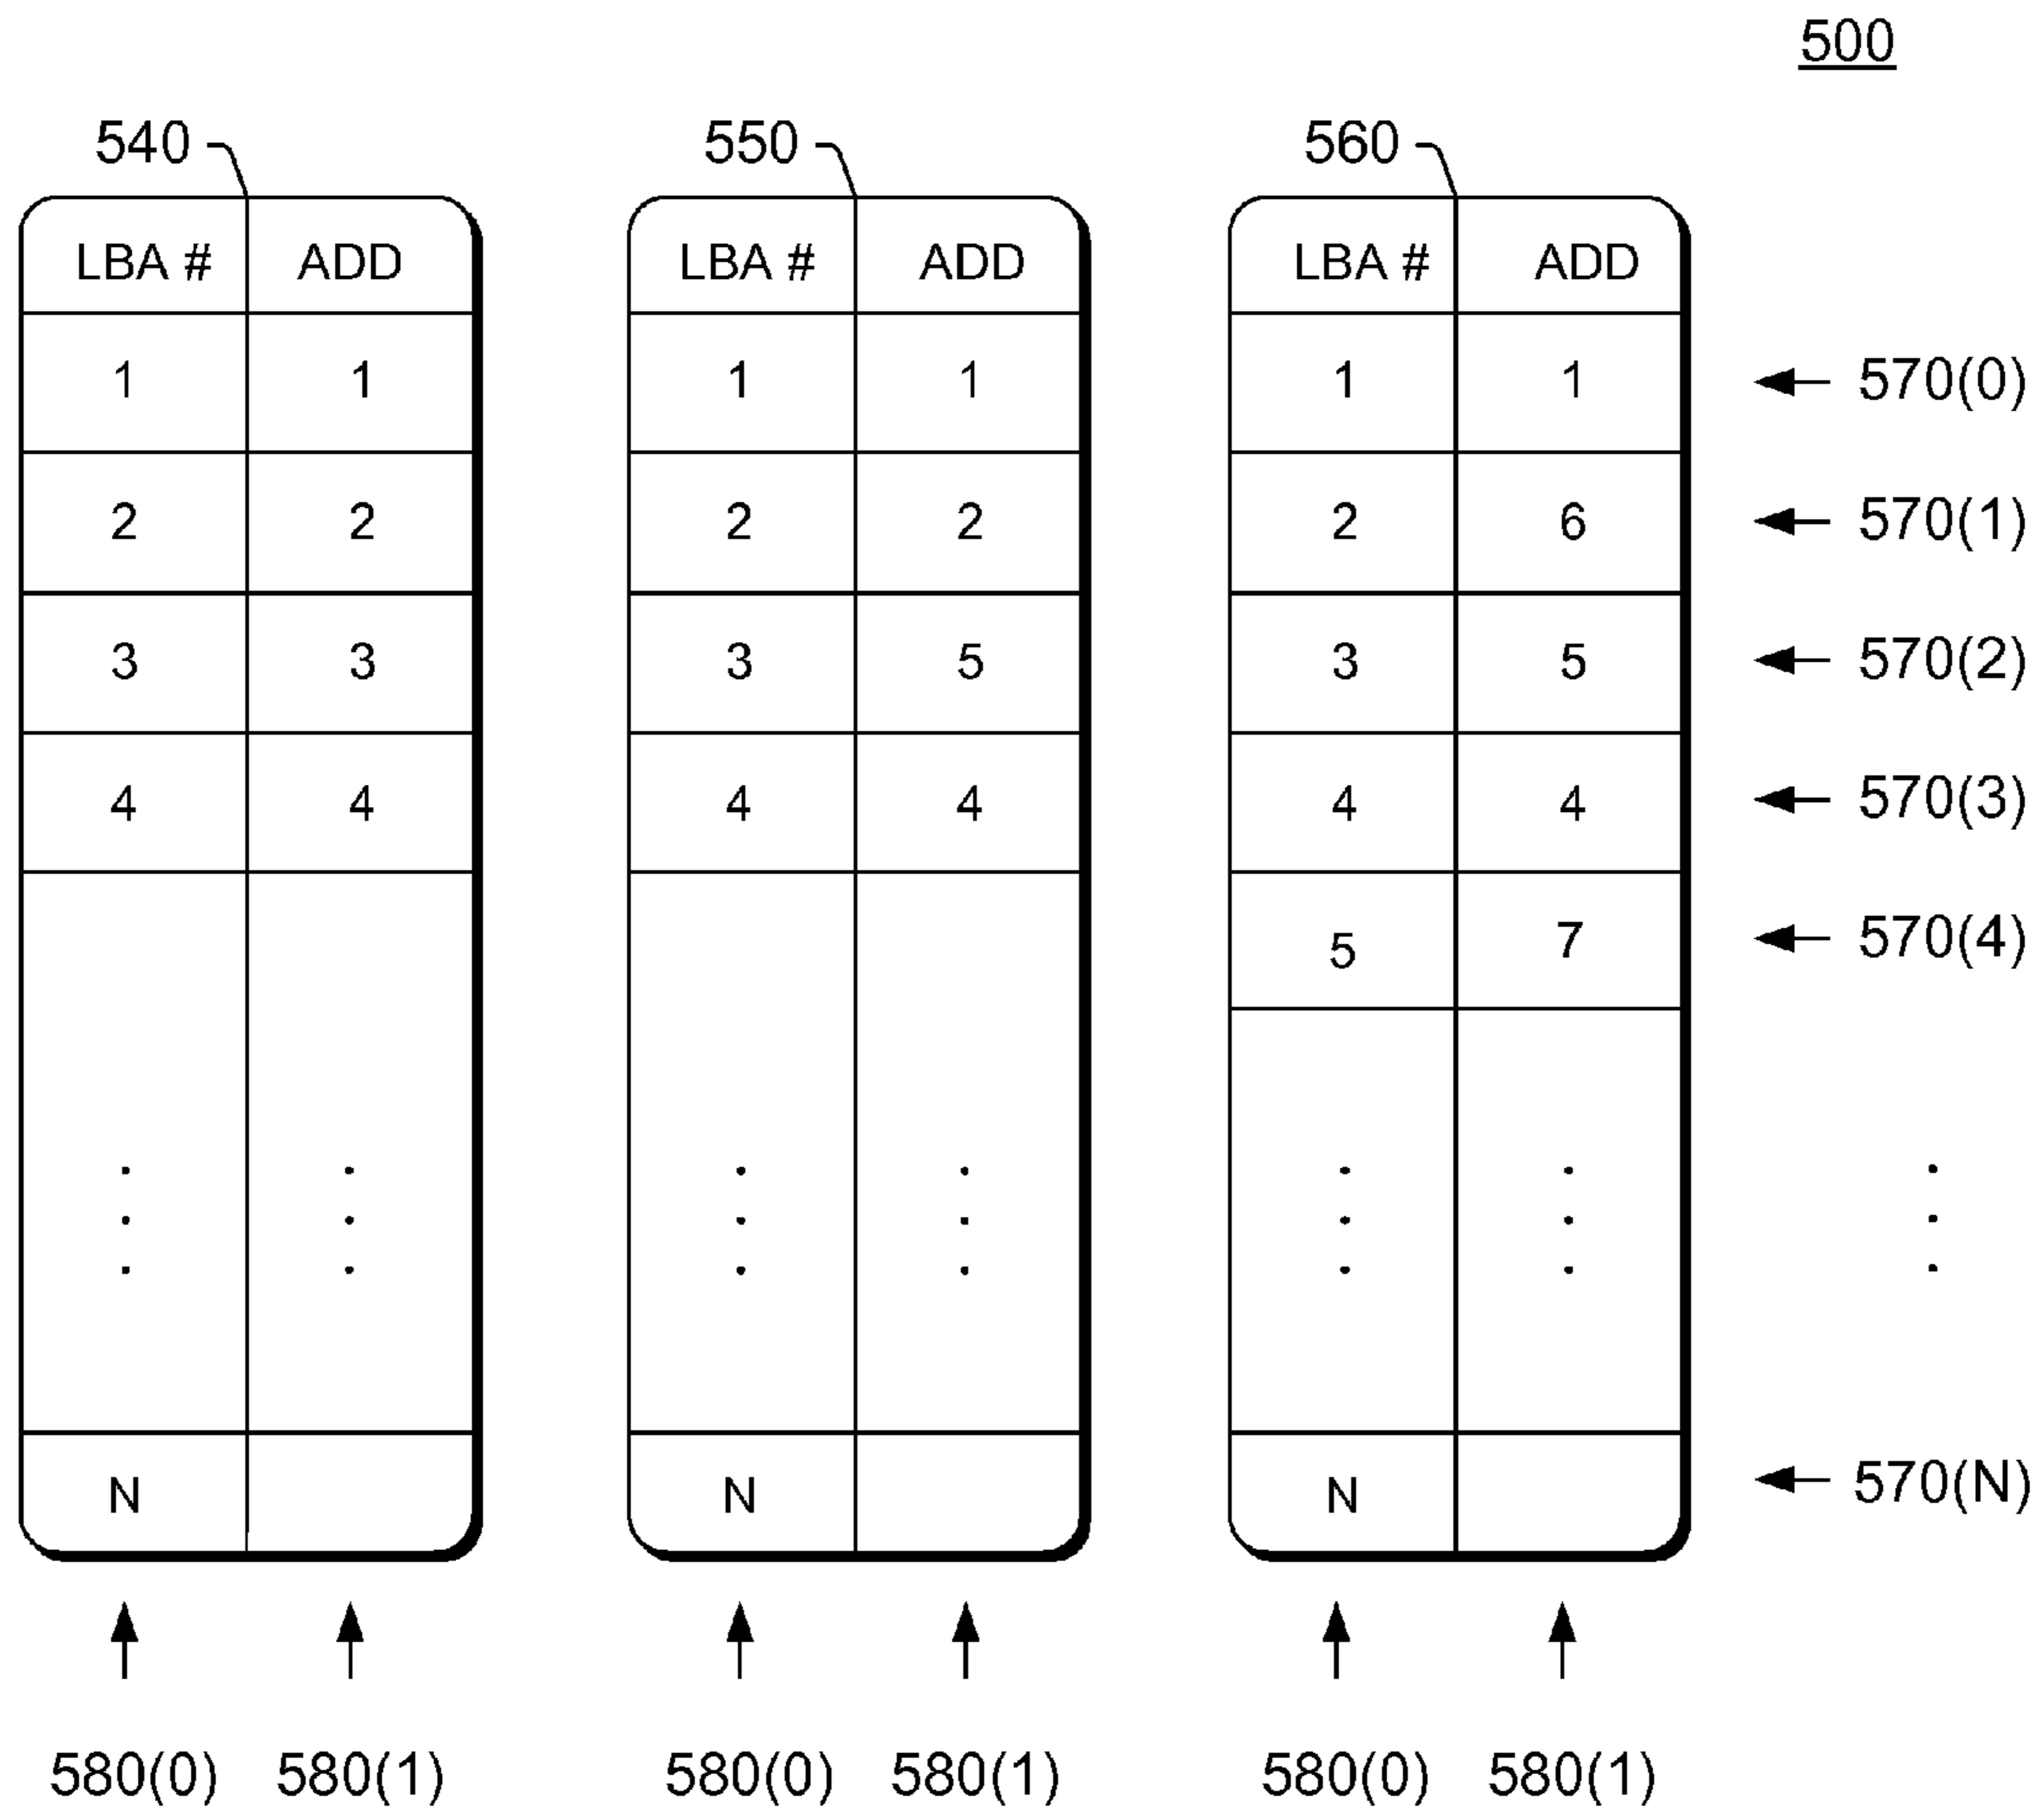 500
540 550 560
LBA # ADD LBA # ADD LBA # ADD
1 1 1 1 1 1 570(0)
2 2 2 2 2 6 570(1)
3 3 3 5 3 5 570(2)
4 4 4 4 4 4 570(3)
5 7 570(4)
N N N 570(N)
580(0) 580(1) 580(0) 580(1) 580(0) 580(1)